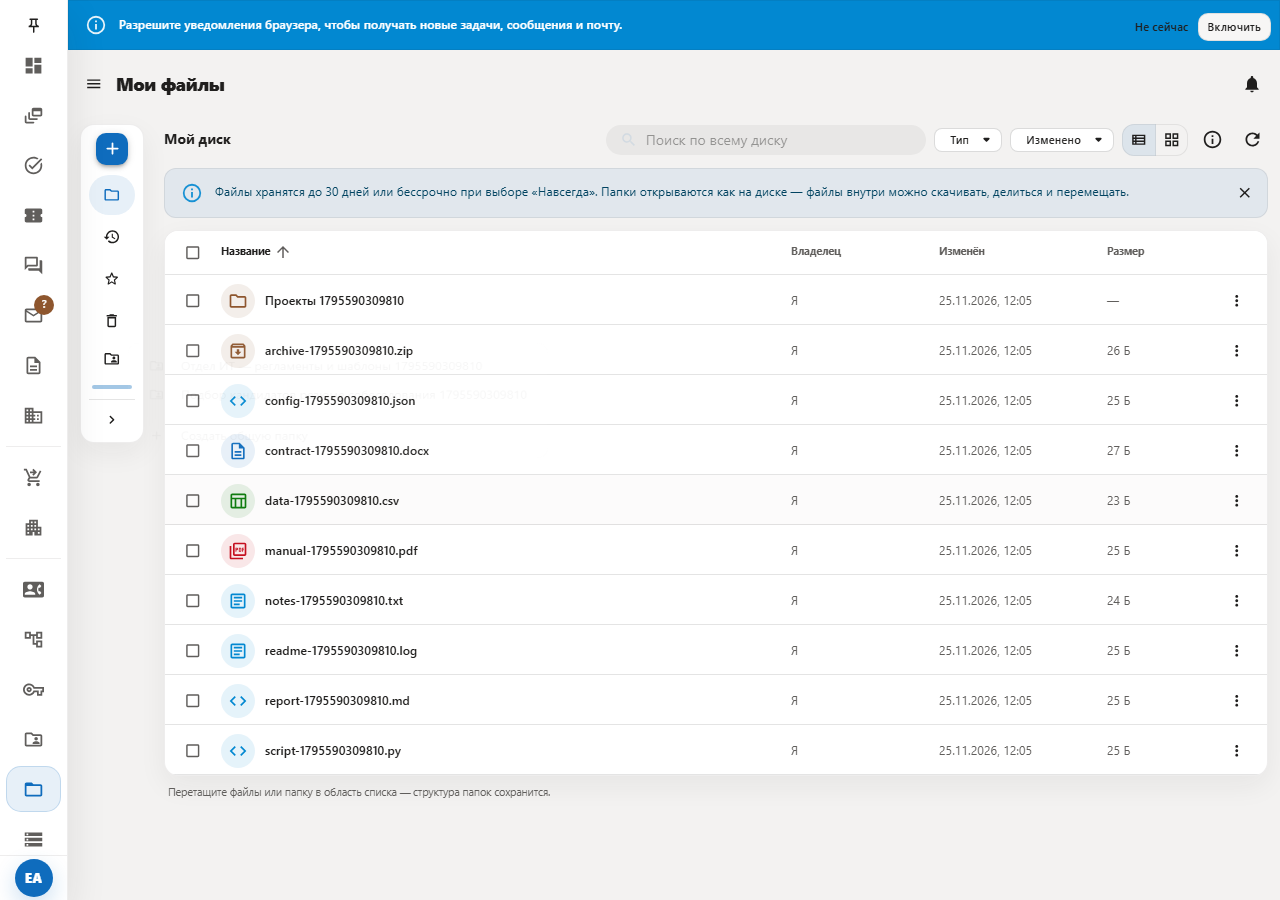 Разрешите уведомления браузера, чтобы получать новые задачи, сообщения и почту.
Не сейчас
Включить
Мои файлы
Мой диск
Поиск по всему диску
Тип
Изменено
Файлы хранятся до 30 дней или бессрочно при выборе «Навсегда». Папки открываются как на диске — файлы внутри можно скачивать, делиться и перемещать.
Название
Владелец
Изменён
Размер
Проекты 1795590309810
Я
25.11.2026, 12:05
—
archive-1795590309810.zip
Я
25.11.2026, 12:05
26 Б
config-1795590309810.json
Я
25.11.2026, 12:05
25 Б
contract-1795590309810.docx
Я
25.11.2026, 12:05
27 Б
data-1795590309810.csv
Я
25.11.2026, 12:05
23 Б
manual-1795590309810.pdf
Я
25.11.2026, 12:05
25 Б
notes-1795590309810.txt
Я
25.11.2026, 12:05
24 Б
readme-1795590309810.log
Я
25.11.2026, 12:05
25 Б
report-1795590309810.md
Я
25.11.2026, 12:05
25 Б
script-1795590309810.py
Я
25.11.2026, 12:05
25 Б
Перетащите файлы или папку в область списка — структура папок сохранится.
?
EA